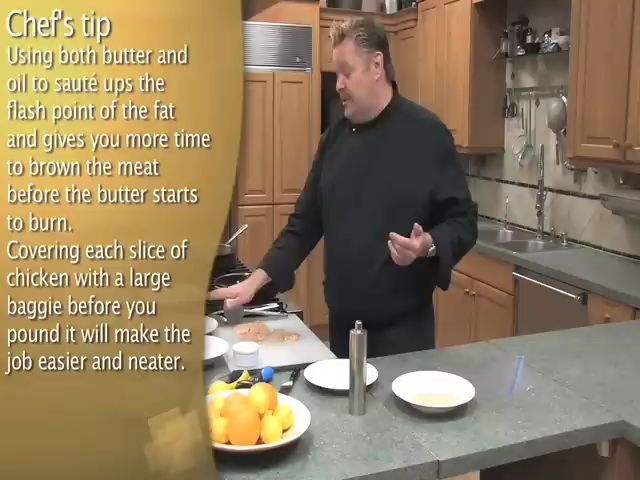 Chef's tip
Using both butter and
oil to sauté ups the
flash point of the fat
and gives you more time
to brown the meat
before the butter starts
to burn.
Covering each slice of
chicken with a large
baggie before you
pound it will make the
job easier and neater.